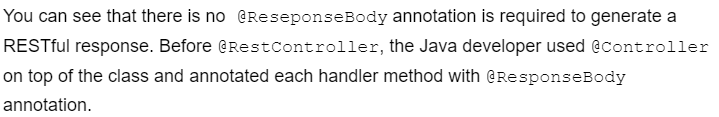 You can see that there is no @ReseponseBody annotation is required to generate a
RESTful response. Before @RestController, the Java developer used @Controller
on top of the class and annotated each handler method with @ResponseBody
annotation.